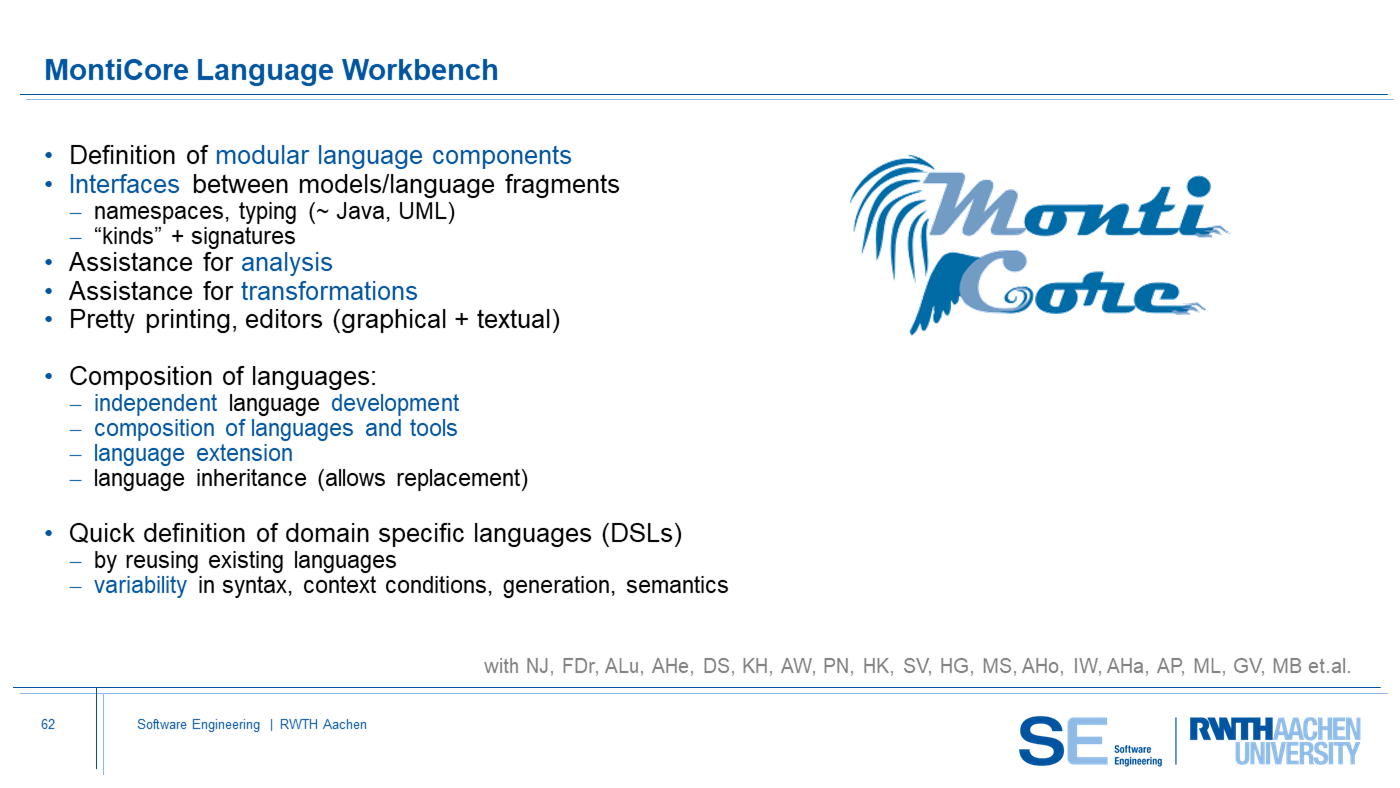 MontiCore Language Workbench
• Definition of modular language components
• Interfaces between models/language fragments
– namespaces, typing (~ Java, UML)
– “kinds” + signatures
• Assistance for analysis
• Assistance for transformations
• Pretty printing, editors (graphical + textual)
• Composition of languages:
– independent language development
– composition of languages and tools
– language extension
– language inheritance (allows replacement)
• Quick definition of domain specific languages (DSLs)
– by reusing existing languages
– variability in syntax, context conditions, generation, semantics
Monti
Core
with NJ, FDr, ALu, AHe, DS, KH, AW, PN, HK, SV, HG, MS, AHo, IW, AHa, AP, ML, GV, MB et.al.
62
Software Engineering | RWTH Aachen
SE Software
Engineering
RWTHAACHEN
UNIVERSITY